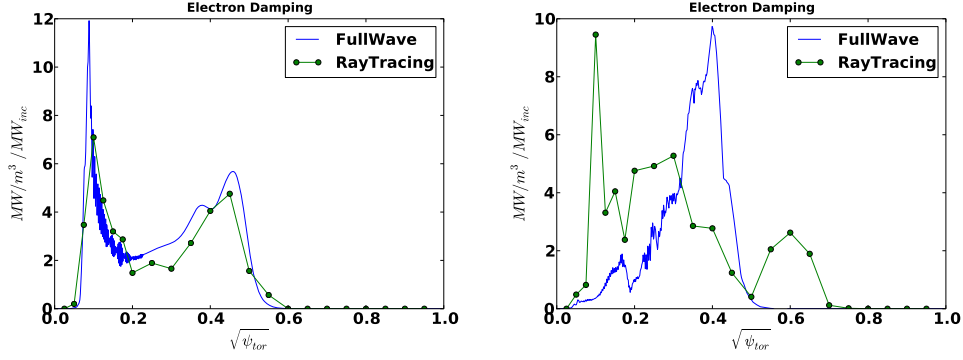 Electron Damping
12
10
8
6
4
2
0
0.0 0.2 0.4 0.6 0.8 1.0
MW/m³/MW_inc
√ψ_tor
FullWave
RayTracing
Electron Damping
10
8
6
4
2
0
0.0 0.2 0.4 0.6 0.8 1.0
MW/m³/MW_inc
√ψ_tor
FullWave
RayTracing